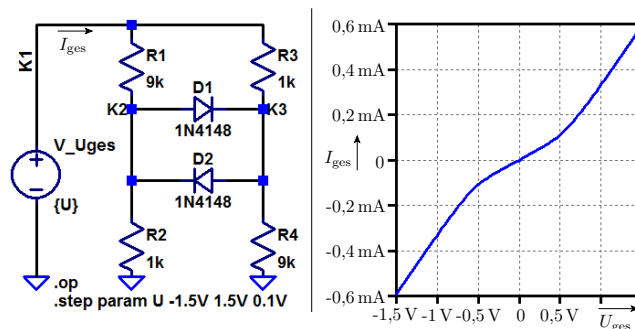 K1
I_ges
R1
9k
R3
1k
K2
D1
K3
1N4148
V_Uges
{U}
D2
1N4148
R2
1k
R4
9k
.op
.step param U -1.5V 1.5V 0.1V
0,6 mA
0,4 mA
0,2 mA
I_ges
0
-0,2 mA
-0,4 mA
-0,6 mA
-1,5 V
-1 V
-0,5 V
0
0,5 V
U_ges